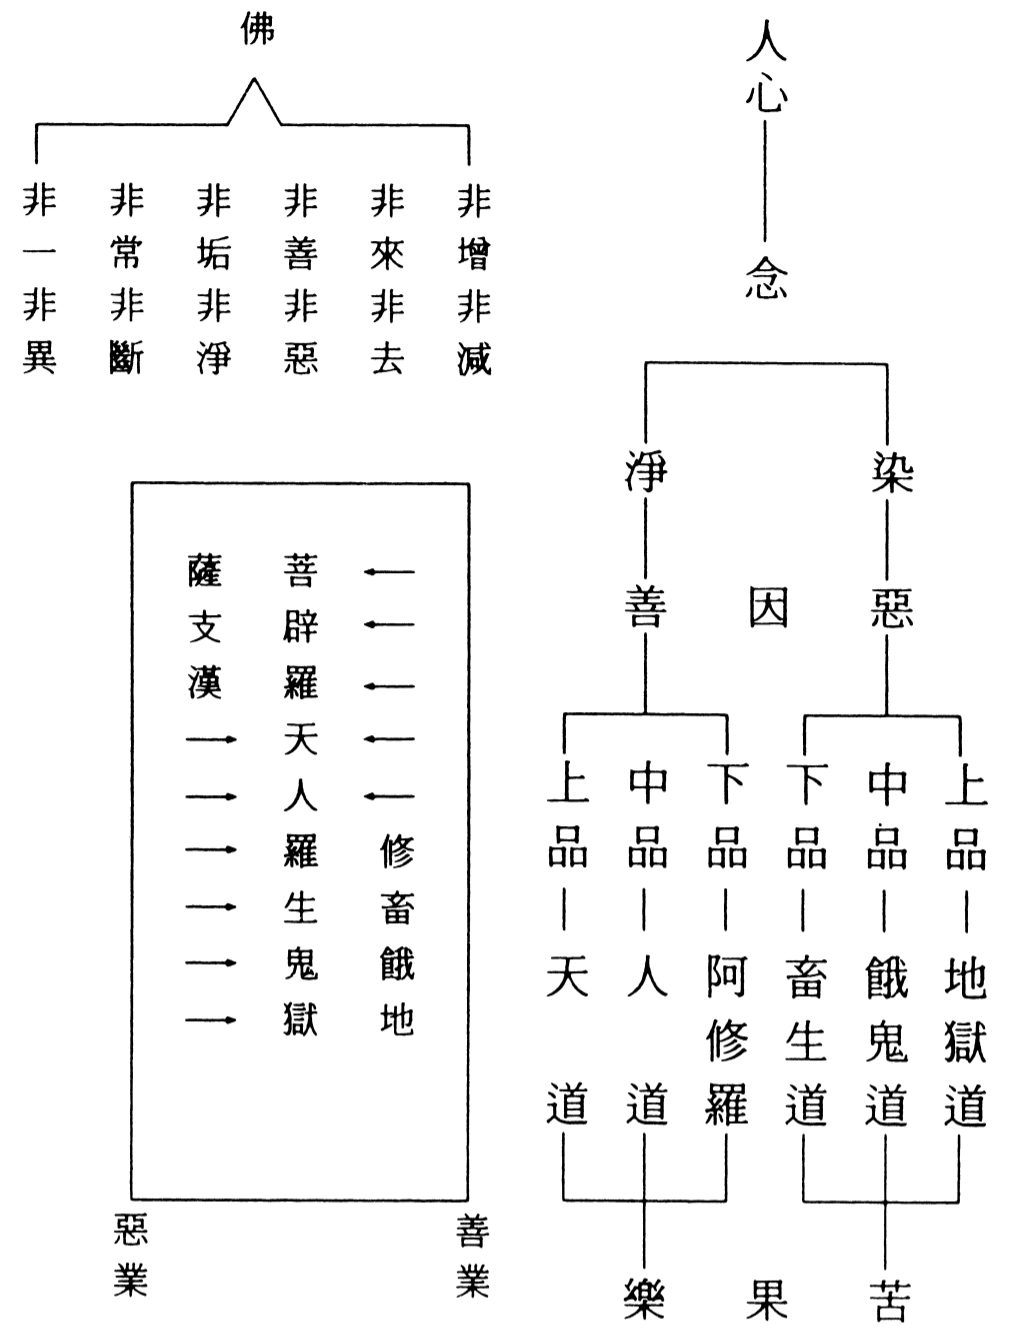 人心
念
染
淨
惡
因
善
上品
地獄道
中品
餓鬼道
下品
畜生道
下品
阿修羅
中品
人道
上品
天道
苦
果
樂
佛
非增非減
非來非去
非善非惡
非垢非淨
非常非斷
非一非異
← 菩薩
← 辟支
← 羅漢
← 天 →
← 人 →
修羅 →
畜生 →
餓鬼 →
地獄 →
善業
惡業